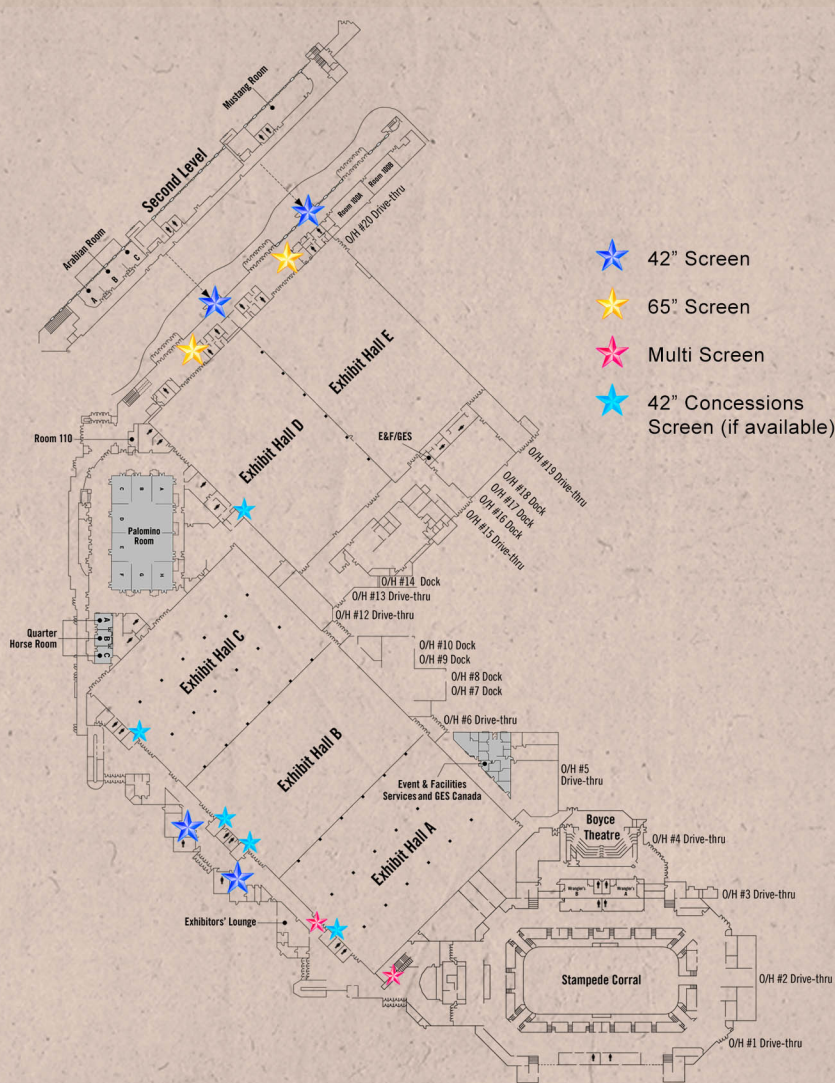 Mustang Room
Second Level
Arabian Room
A
B
C
Room 100A
Room 100B
O/H #20 Drive-thru
42” Screen
65” Screen
Multi Screen
42” Concessions
Screen (if available)
Exhibit Hall E
Exhibit Hall D
Room 110
E&F/GES
O/H #19 Drive-thru
O/H #18 Dock
O/H #17 Dock
O/H #16 Dock
O/H #15 Drive-thru
C
B
A
D
Palomino
Room
E
F
G
H
O/H #14 Dock
O/H #13 Drive-thru
O/H #12 Drive-thru
Quarter
Horse Room
A
B
C
Exhibit Hall C
O/H #10 Dock
O/H #9 Dock
O/H #8 Dock
O/H #7 Dock
O/H #6 Drive-thru
Exhibit Hall B
O/H #5
Drive-thru
Event & Facilities
Services and GES Canada
Exhibit Hall A
Boyce
Theatre
O/H #4 Drive-thru
Wrangler's
B
Wrangler's
A
O/H #3 Drive-thru
Exhibitors' Lounge
Stampede Corral
O/H #2 Drive-thru
O/H #1 Drive-thru